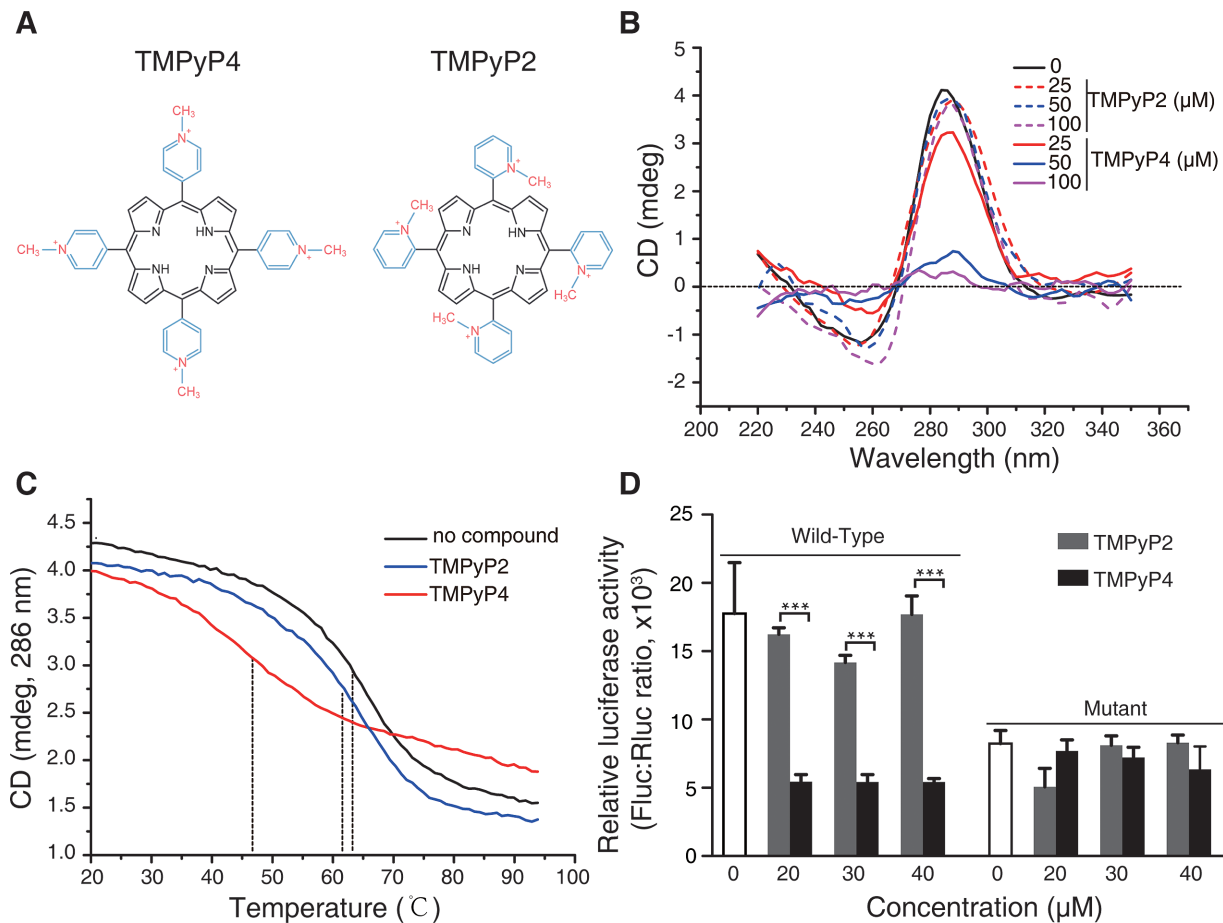 A
TMPyP4
TMPyP2
CH3
N
+
CH3
N
+
N
HN
NH
N
N
+
CH3
N
+
CH3
N
+
CH3
CH3
N
+
N
HN
NH
N
N
+
H3C
H3C
N
+
B
CD (mdeg)
5
4
3
2
1
0
-1
-2
200
220
240
260
280
300
320
340
360
Wavelength (nm)
0
25
50
100
TMPyP2 (µM)
25
50
100
TMPyP4 (µM)
C
CD (mdeg, 286 nm)
4.5
4.0
3.5
3.0
2.5
2.0
1.5
1.0
20
30
40
50
60
70
80
90
100
Temperature (℃)
no compound
TMPyP2
TMPyP4
D
Relative luciferase activity
(Fluc:Rluc ratio, x10³)
25
20
15
10
5
0
Wild-Type
***
***
***
Mutant
TMPyP2
TMPyP4
0
20
30
40
0
20
30
40
Concentration (µM)